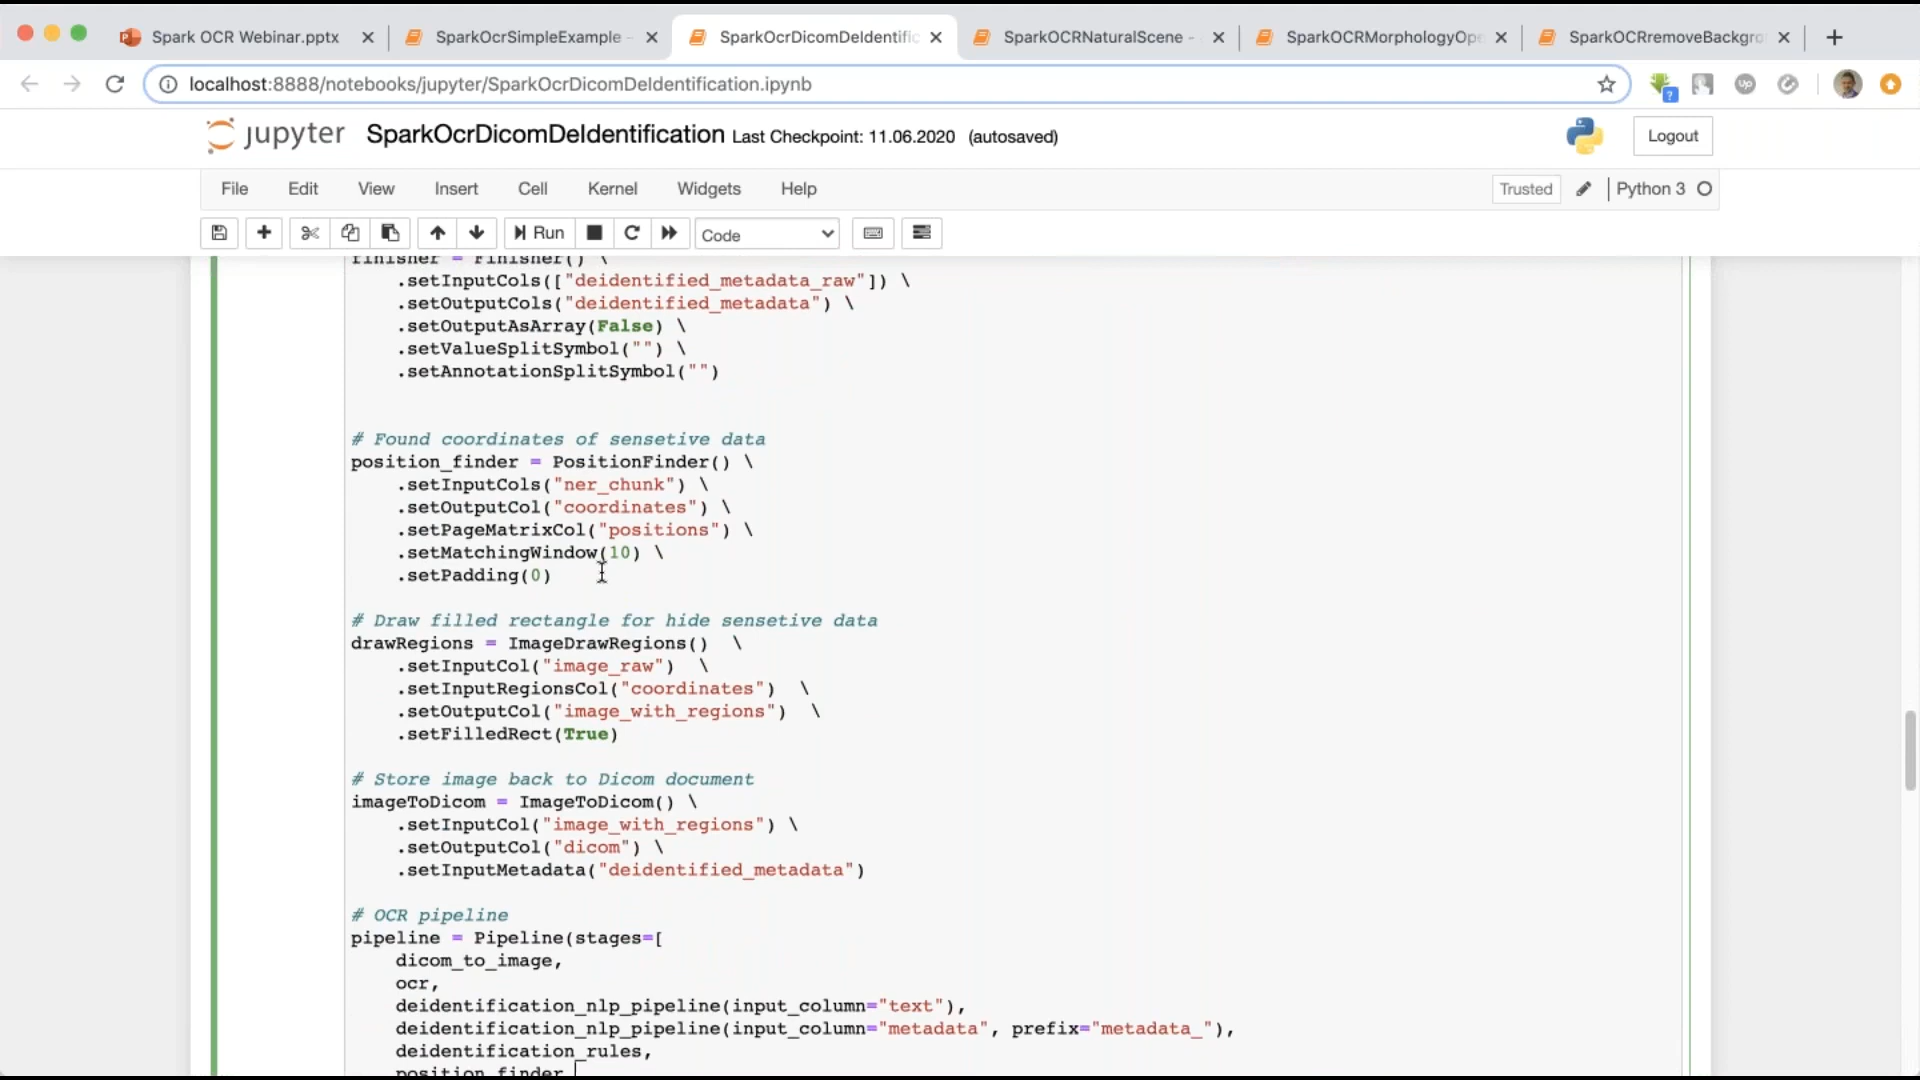 Spark OCR Webinar.pptx
SparkOcrSimpleExample -
SparkOcrDicomDeIdentific
SparkOCRNaturalScene -
SparkOCRMorphologyOpe
SparkOCRremoveBackgro
localhost:8888/notebooks/jupyter/SparkOcrDicomDeIdentification.ipynb
jupyter SparkOcrDicomDeIdentification Last Checkpoint: 11.06.2020 (autosaved)
Logout
File Edit View Insert Cell Kernel Widgets Help
Trusted Python 3
Run
Code
finisher = Finisher() \
.setInputCols(["deidentified_metadata_raw"]) \
.setOutputCols("deidentified_metadata") \
.setOutputAsArray(False) \
.setValueSplitSymbol("") \
.setAnnotationSplitSymbol("")
# Found coordinates of sensetive data
position_finder = PositionFinder() \
.setInputCols("ner_chunk") \
.setOutputCol("coordinates") \
.setPageMatrixCol("positions") \
.setMatchingWindow(10) \
.setPadding(0)
# Draw filled rectangle for hide sensetive data
drawRegions = ImageDrawRegions()  \
.setInputCol("image_raw")  \
.setInputRegionsCol("coordinates")  \
.setOutputCol("image_with_regions")  \
.setFilledRect(True)
# Store image back to Dicom document
imageToDicom = ImageToDicom() \
.setInputCol("image_with_regions") \
.setOutputCol("dicom") \
.setInputMetadata("deidentified_metadata")
# OCR pipeline
pipeline = Pipeline(stages=[
dicom_to_image,
ocr,
deidentification_nlp_pipeline(input_column="text"),
deidentification_nlp_pipeline(input_column="metadata", prefix="metadata_"),
deidentification_rules,
position_finder